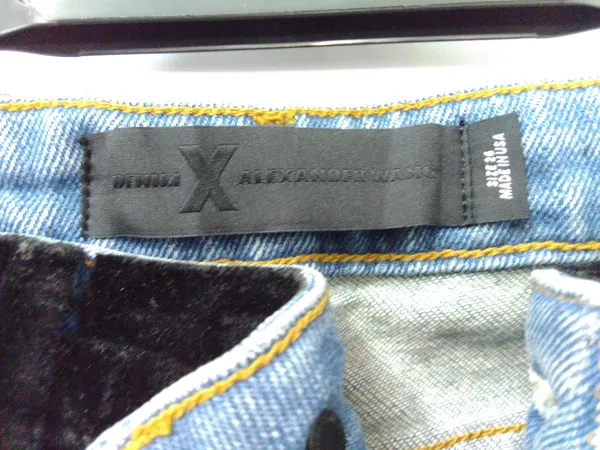 DENIM X ALEXANDER WANG
SIZE 26
MADE IN USA